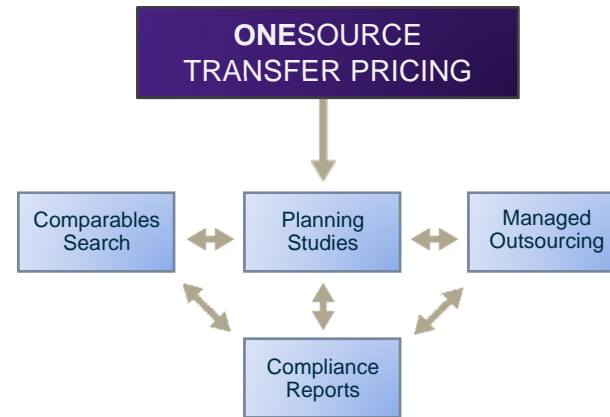 ONESOURCE
TRANSFER PRICING
Comparables
Search
Planning
Studies
Managed
Outsourcing
Compliance
Reports